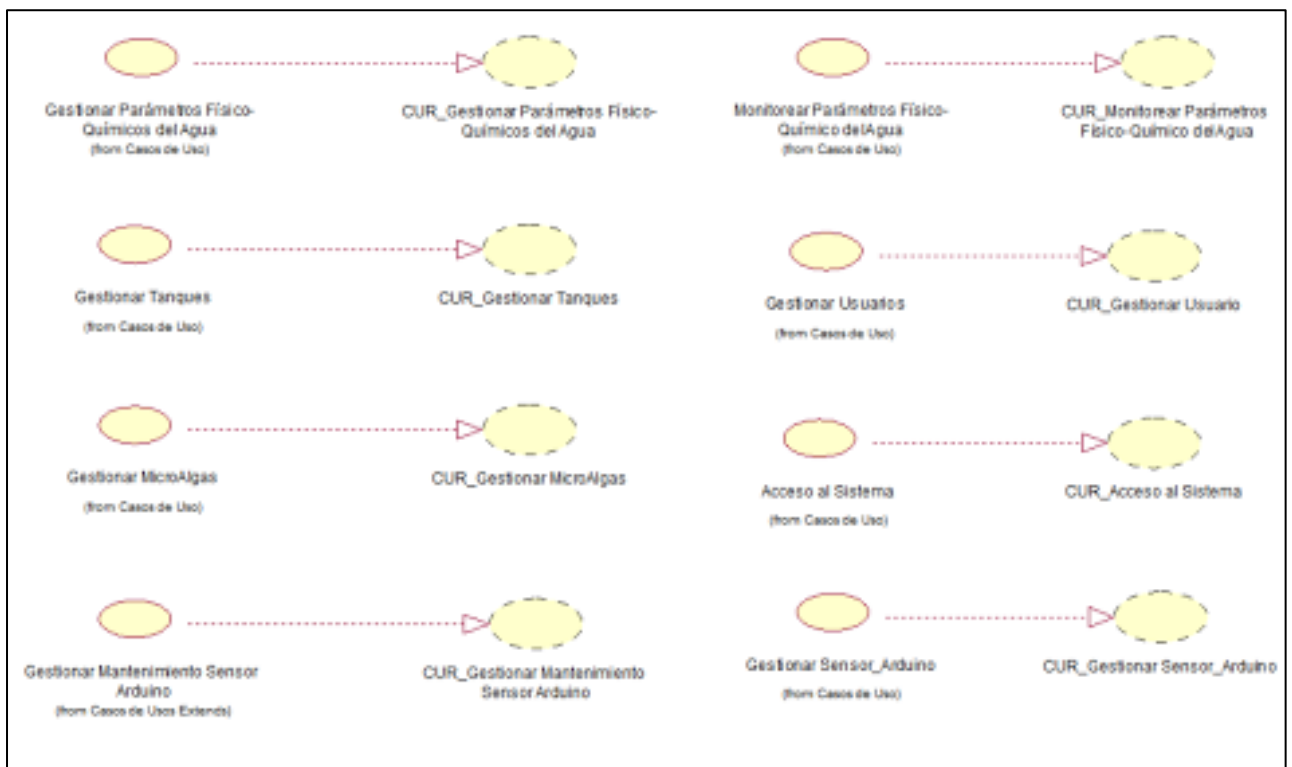 Gestionar Parámetros Físico-
Químicos del Agua
(from Casos de Uso)
CUR_Gestionar Parámetros Físico-
Químicos del Agua
Monitorear Parámetros Físico-
Químico del Agua
(from Casos de Uso)
CUR_Monitorear Parámetros
Físico-Químico del Agua
Gestionar Tanques
(from Casos de Uso)
CUR_Gestionar Tanques
Gestionar Usuarios
(from Casos de Uso)
CUR_Gestionar Usuario
Gestionar MicroAlgas
(from Casos de Uso)
CUR_Gestionar MicroAlgas
Acceso al Sistema
(from Casos de Uso)
CUR_Acceso al Sistema
Gestionar Mantenimiento Sensor
Arduino
(from Casos de Usos Extends)
CUR_Gestionar Mantenimiento
Sensor Arduino
Gestionar Sensor_Arduino
(from Casos de Uso)
CUR_Gestionar Sensor_Arduino